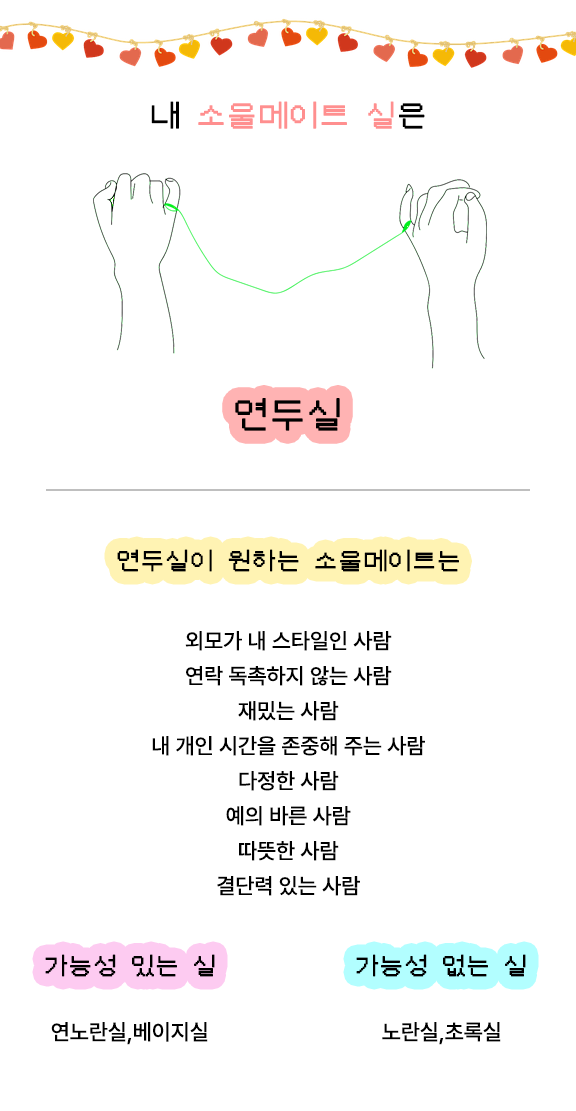 내 소울메이트 실은
연두실
연두실이 원하는 소울메이트는
외모가 내 스타일인 사람
연락 독촉하지 않는 사람
재밌는 사람
내 개인 시간을 존중해 주는 사람
다정한 사람
예의 바른 사람
따뜻한 사람
결단력 있는 사람
가능성 있는 실
연노란실,베이지실
가능성 없는 실
노란실,초록실